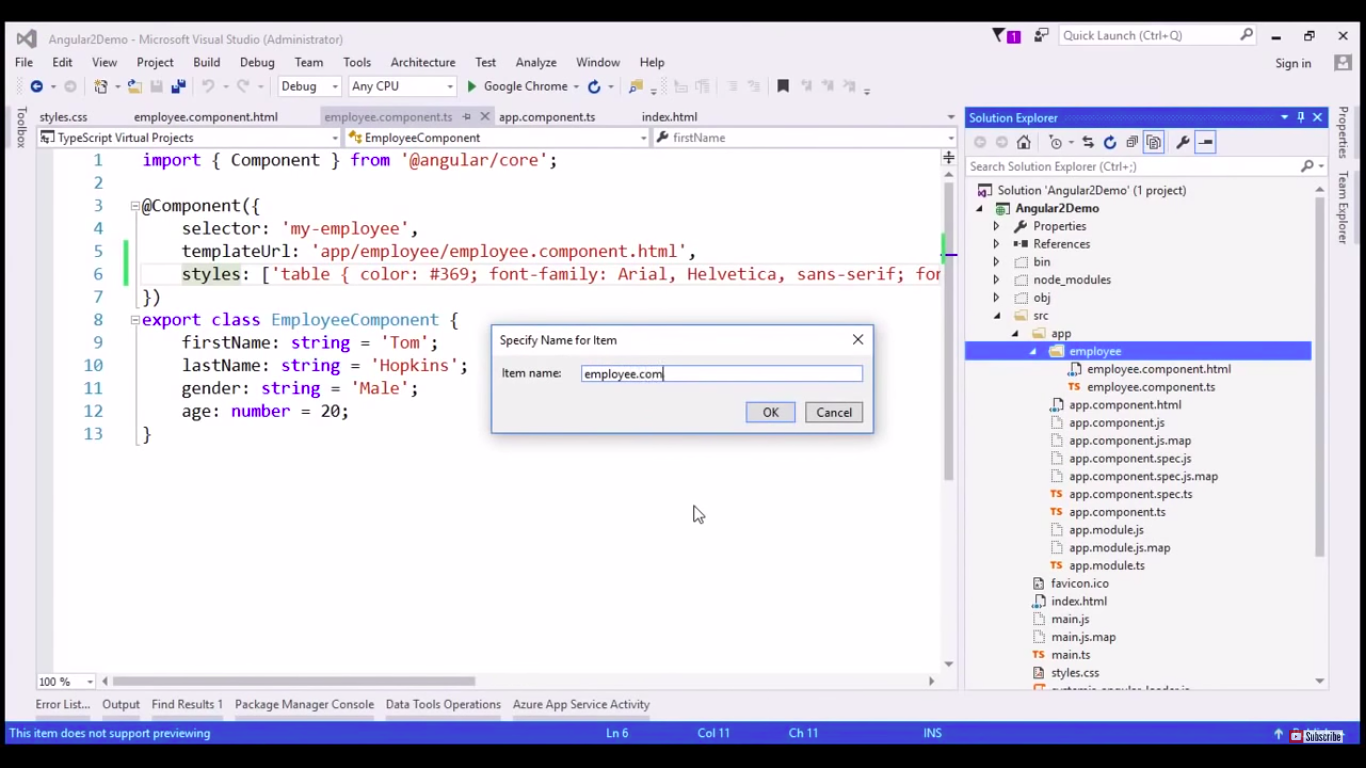 Angular2Demo - Microsoft Visual Studio (Administrator)
1
Quick Launch (Ctrl+Q)
File Edit View Project Build Debug Team Tools Architecture Test Analyze Window Help
Sign in
Debug Any CPU Google Chrome
Toolbox
styles.css employee.component.html employee.component.ts app.component.ts index.html
TypeScript Virtual Projects EmployeeComponent firstName
1 import { Component } from '@angular/core';
2
3 @Component({
4 selector: 'my-employee',
5 templateUrl: 'app/employee/employee.component.html',
6 styles: ['table { color: #369; font-family: Arial, Helvetica, sans-serif; fon
7 })
8 export class EmployeeComponent {
9 firstName: string = 'Tom';
10 lastName: string = 'Hopkins';
11 gender: string = 'Male';
12 age: number = 20;
13 }
Specify Name for Item
Item name: employee.com
OK Cancel
Solution Explorer
Search Solution Explorer (Ctrl+;)
Solution 'Angular2Demo' (1 project)
Angular2Demo
Properties
References
bin
node_modules
obj
src
app
employee
employee.component.html
TS employee.component.ts
app.component.html
app.component.js
app.component.js.map
app.component.spec.js
app.component.spec.js.map
TS app.component.spec.ts
TS app.component.ts
app.module.js
app.module.js.map
TS app.module.ts
favicon.ico
index.html
main.js
main.js.map
TS main.ts
styles.css
Properties
Team Explorer
100 %
Error List... Output Find Results 1 Package Manager Console Data Tools Operations Azure App Service Activity
This item does not support previewing Ln 6 Col 11 Ch 11 INS
Subscribe